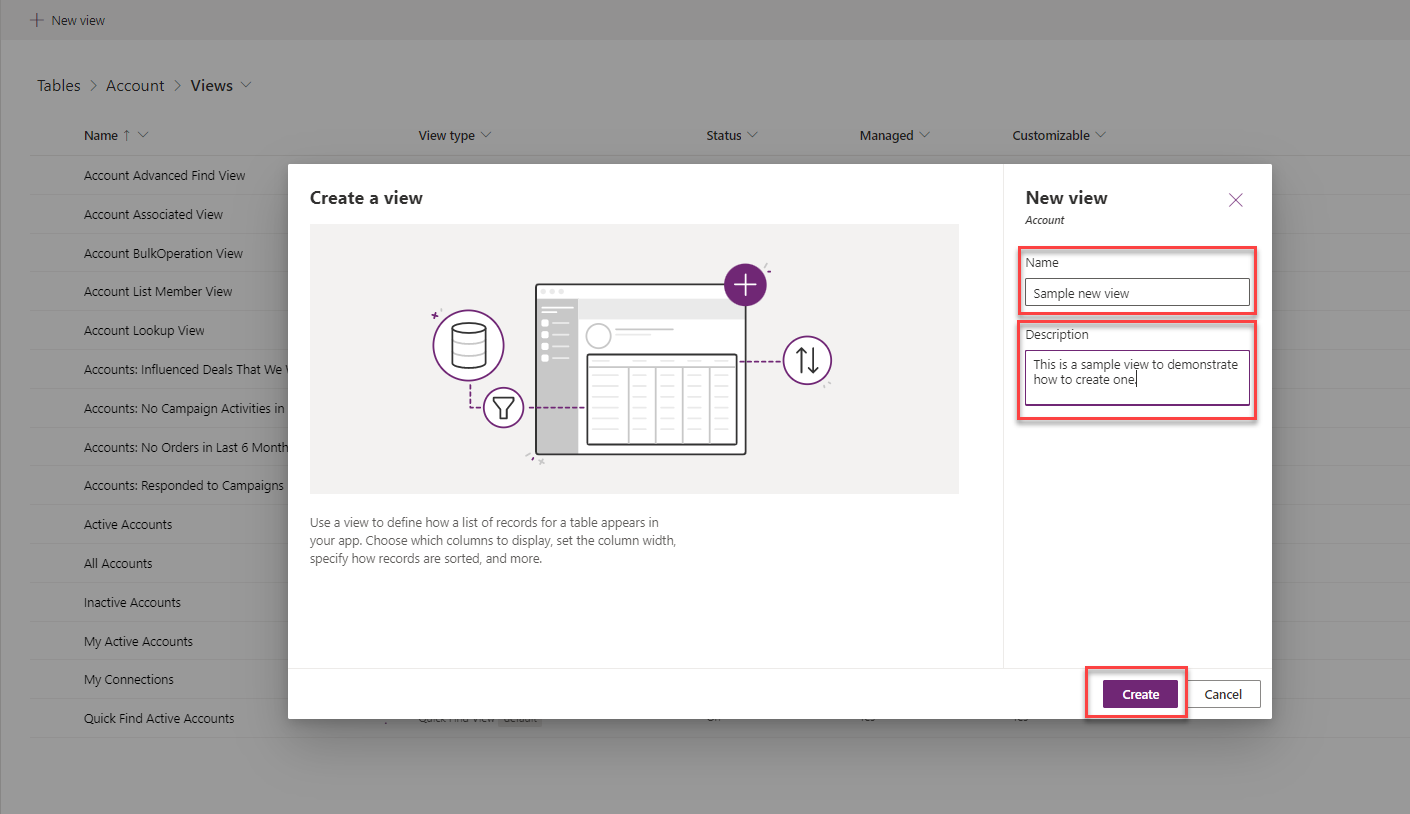 New view
Tables > Account > Views
Name ↑ View type Status Managed Customizable
Account Advanced Find View
Account Associated View
Account BulkOperation View
Account List Member View
Account Lookup View
Accounts: Influenced Deals That We
Accounts: No Campaign Activities in
Accounts: No Orders in Last 6 Month
Accounts: Responded to Campaigns
Active Accounts
All Accounts
Inactive Accounts
My Active Accounts
My Connections
Quick Find Active Accounts Quick Find View Default Yes Yes
Create a view
Use a view to define how a list of records for a table appears in
your app. Choose which columns to display, set the column width,
specify how records are sorted, and more.
New view
Account
Name
Sample new view
Description
This is a sample view to demonstrate
how to create one.
Create Cancel